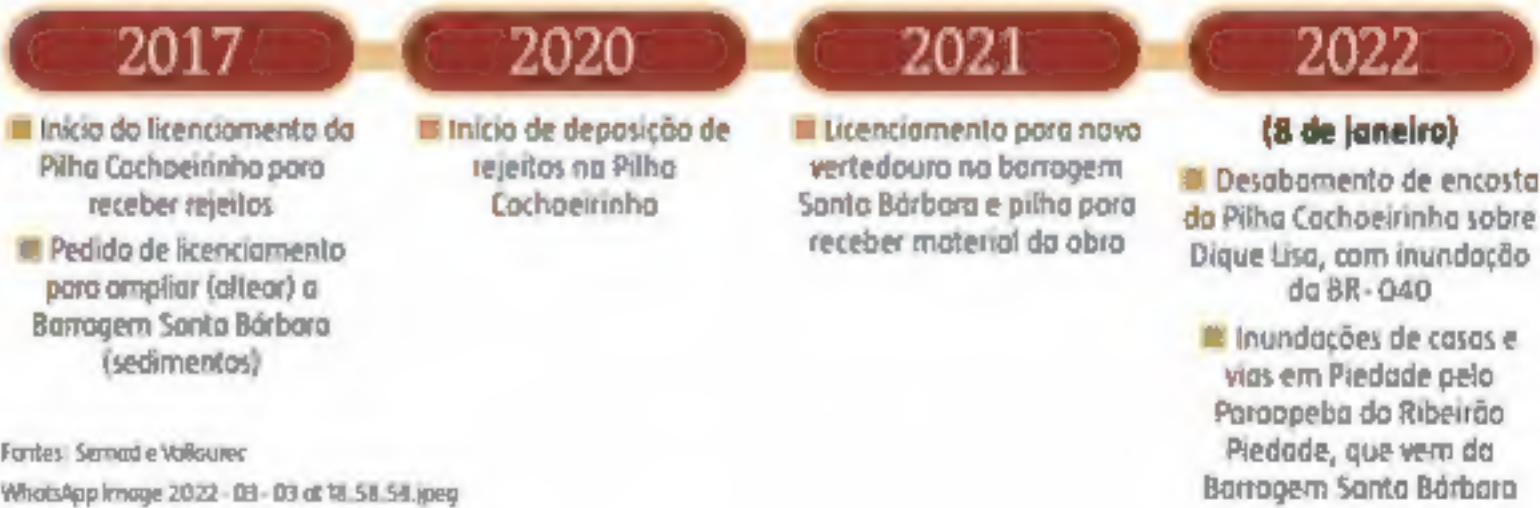 2017
Início do licenciamento da
Pilha Cachoeirinha para
receber rejeitos
Pedido de licenciamento
para ampliar (altear) a
Barragem Santa Bárbara
(sedimentos)
2020
Início de deposição de
rejeitos na Pilha
Cachoeirinha
2021
Licenciamento para novo
vertedouro na barragem
Santa Bárbara e pilha para
receber material da obra
2022
(8 de janeiro)
Desabamento de encosta
da Pilha Cachoeirinha sobre
Dique Lisa, com inundação
da BR-040
Inundações de casas e
vias em Piedade pelo
Paraopeba do Ribeirão
Piedade, que vem da
Barragem Santa Bárbara
Fontes: Semad e Vallourec
WhatsApp Image 2022-03-03 at 18.58.58.jpeg